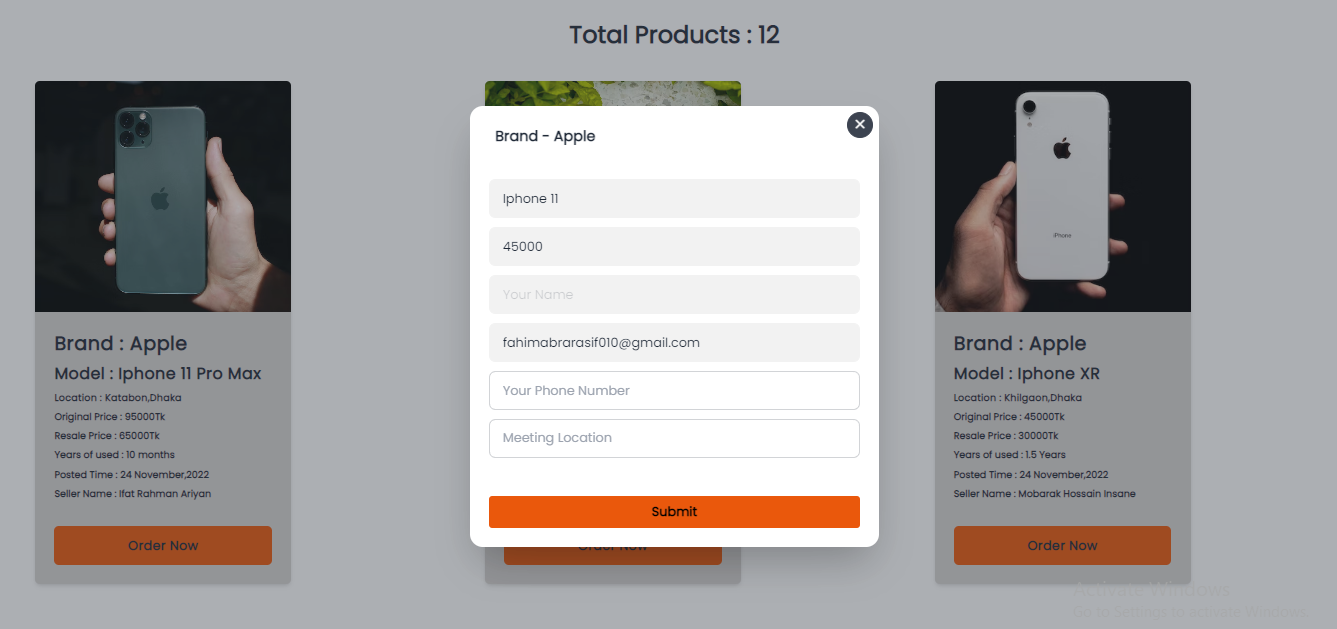 Total Products : 12
Brand - Apple
Iphone 11
45000
Your Name
fahimabrarasif010@gmail.com
Your Phone Number
Meeting Location
Submit
Brand : Apple
Model : Iphone 11 Pro Max
Location : Katabon,Dhaka
Original Price : 95000Tk
Resale Price : 65000Tk
Years of used : 10 months
Posted Time : 24 November,2022
Seller Name : Ifat Rahman Ariyan
Order Now
Order Now
iPhone
Brand : Apple
Model : Iphone XR
Location : Khilgaon,Dhaka
Original Price : 45000Tk
Resale Price : 30000Tk
Years of used : 1.5 Years
Posted Time : 24 November,2022
Seller Name : Mobarak Hossain Insane
Order Now
Activate Windows
Go to Settings to activate Windows.